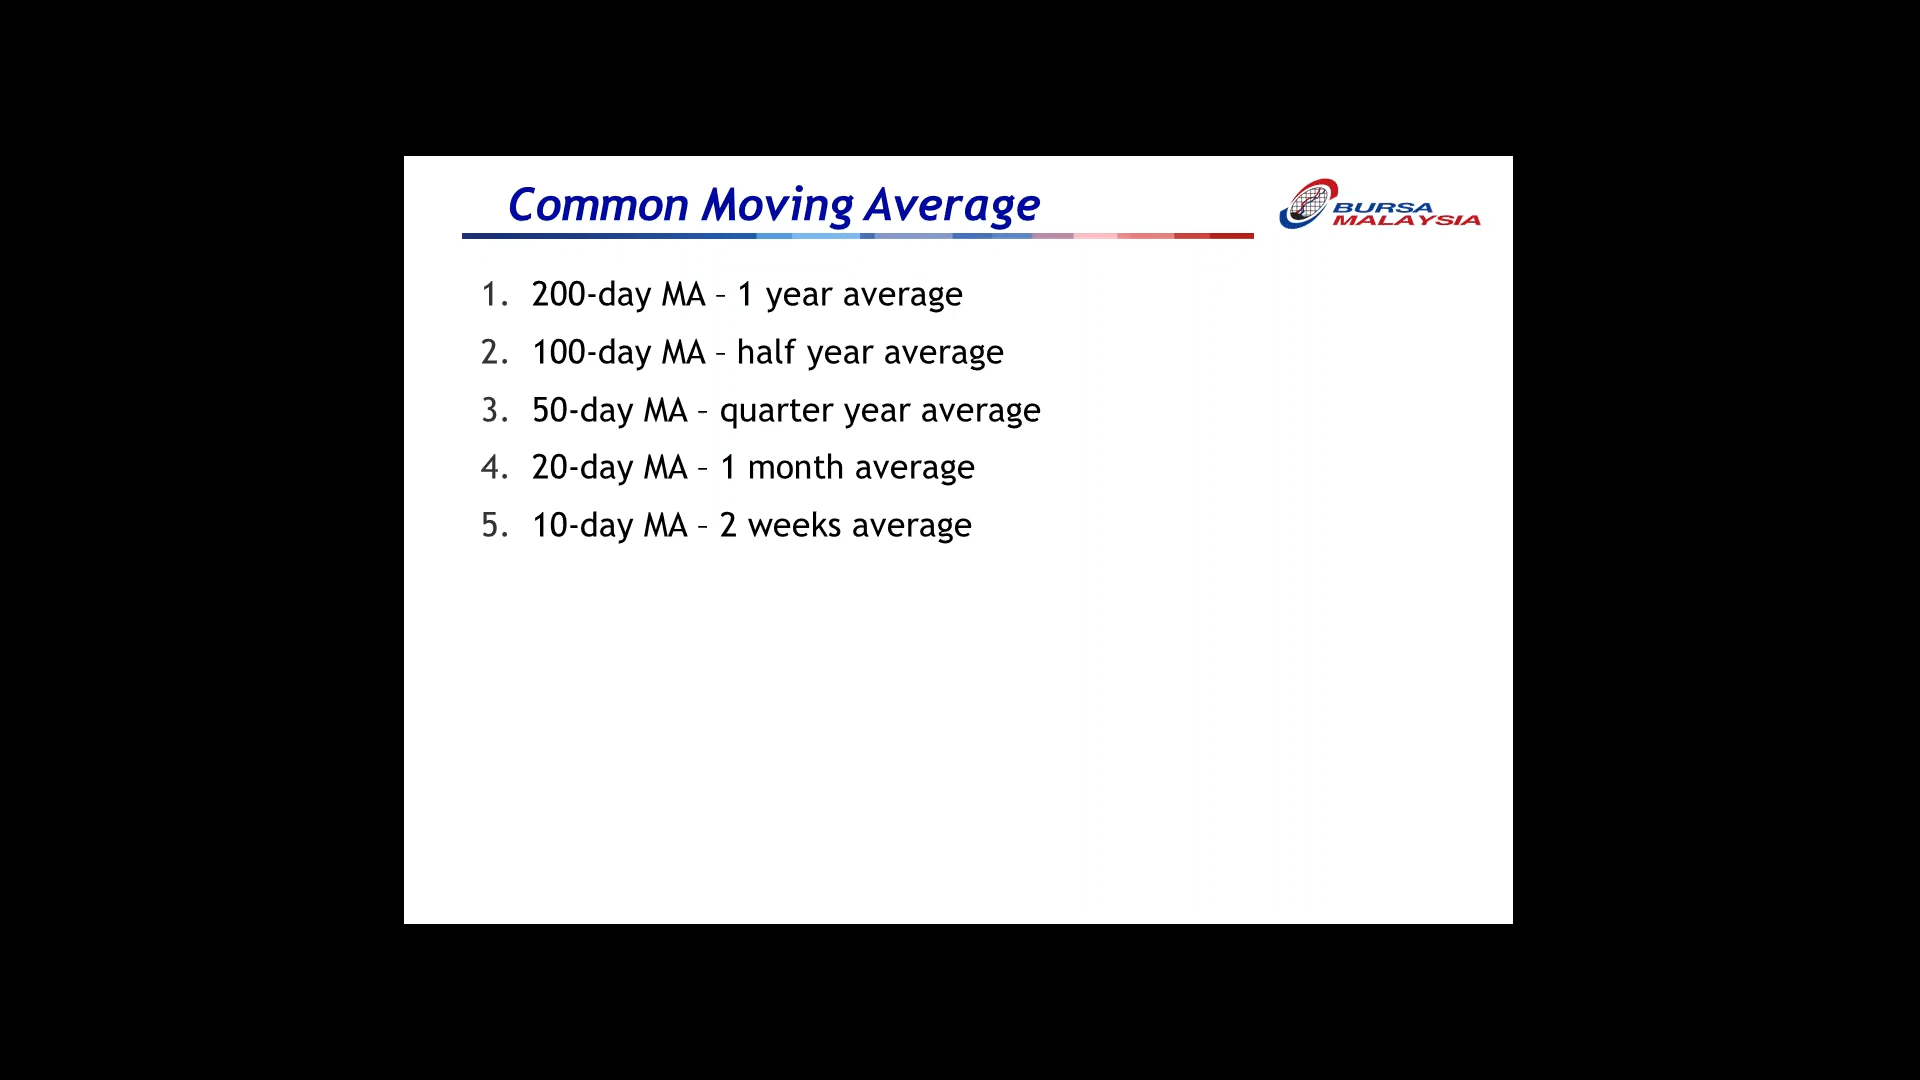 Common Moving Average
BURSA
MALAYSIA
1. 200-day MA – 1 year average
2. 100-day MA – half year average
3. 50-day MA – quarter year average
4. 20-day MA – 1 month average
5. 10-day MA – 2 weeks average